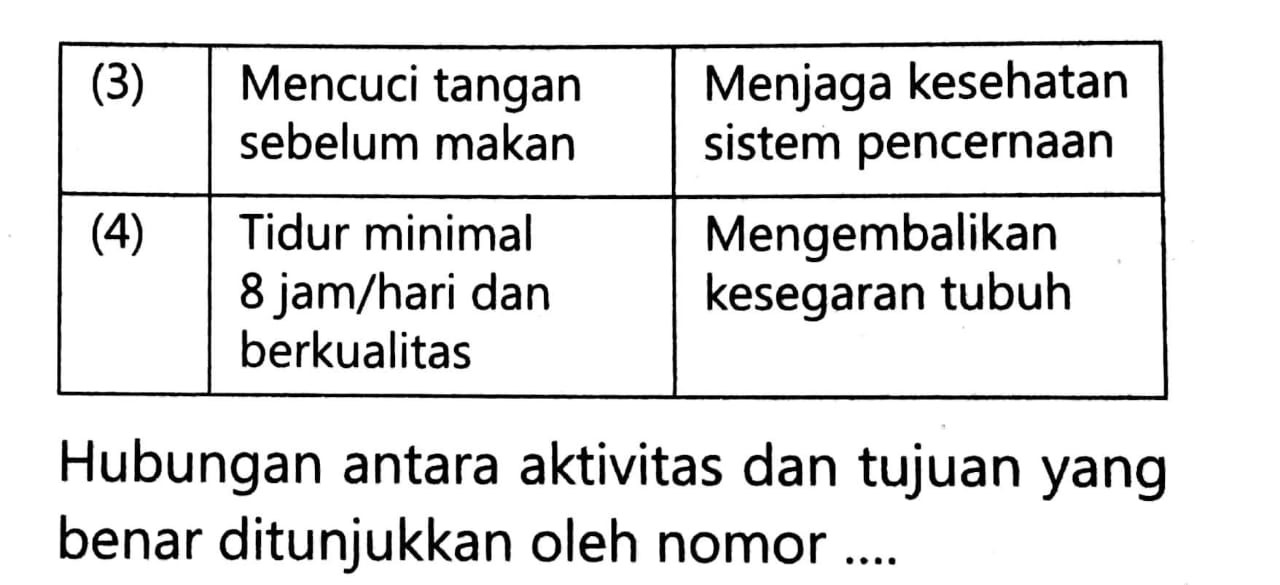 (3) Mencuci tangan Menjaga kesehatan
sebelum makan sistem pencernaan
(4) Tidur minimal Mengembalikan
8 jam/hari dan kesegaran tubuh
berkualitas
Hubungan antara aktivitas dan tujuan yang
benar ditunjukkan oleh nomor ....